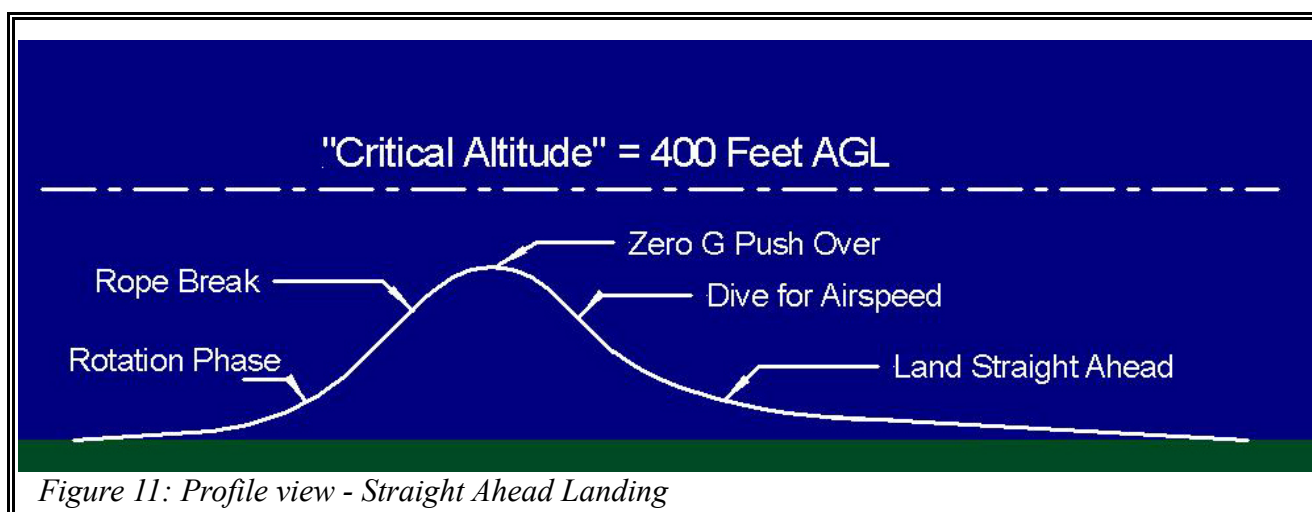 "Critical Altitude" = 400 Feet AGL
Zero G Push Over
Rope Break
Dive for Airspeed
Rotation Phase
Land Straight Ahead
Figure 11: Profile view - Straight Ahead Landing